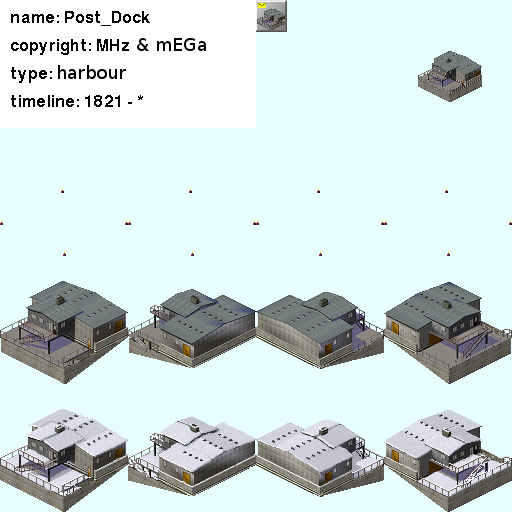 name: Post_Dock
copyright: MHz & mEGa
type: harbour
timeline: 1821 - *